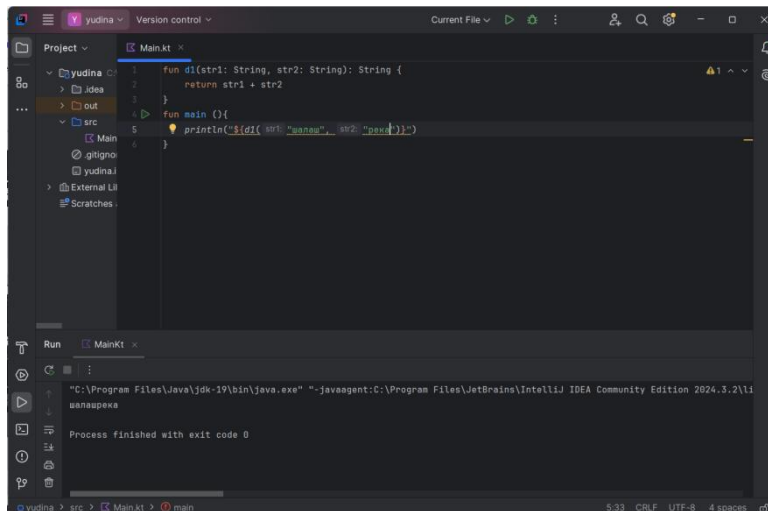 Y yudina Version control Current File
Project
Main.kt
yudina C:\
.idea
out
src
Main
.gitigno
yudina.i
External Lil
Scratches
1 fun d1(str1: String, str2: String): String {
2 return str1 + str2
3 }
4 fun main (){
5 println("${d1( str1: "шалаш", str2: "река")}")
6 }
1
Run MainKt
"C:\Program Files\Java\jdk-19\bin\java.exe" "-javaagent:C:\Program Files\JetBrains\IntelliJ IDEA Community Edition 2024.3.2\li
шалашрека
Process finished with exit code 0
yudina > src > Main.kt > main 5:33 CRLF UTF-8 4 spaces